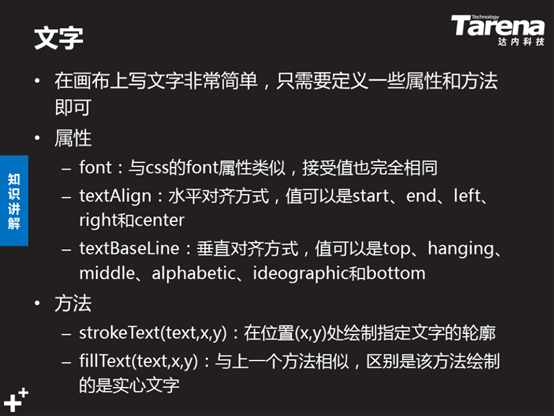 Technology
Tarena
达内科技
文字
• 在画布上写文字非常简单，只需要定义一些属性和方法
即可
• 属性
– font：与css的font属性类似，接受值也完全相同
– textAlign：水平对齐方式，值可以是start、end、left、
right和center
– textBaseLine：垂直对齐方式，值可以是top、hanging、
middle、alphabetic、ideographic和bottom
• 方法
– strokeText(text,x,y)：在位置(x,y)处绘制指定文字的轮廓
– fillText(text,x,y)：与上一个方法相似，区别是该方法绘制
的是实心文字
知识讲解